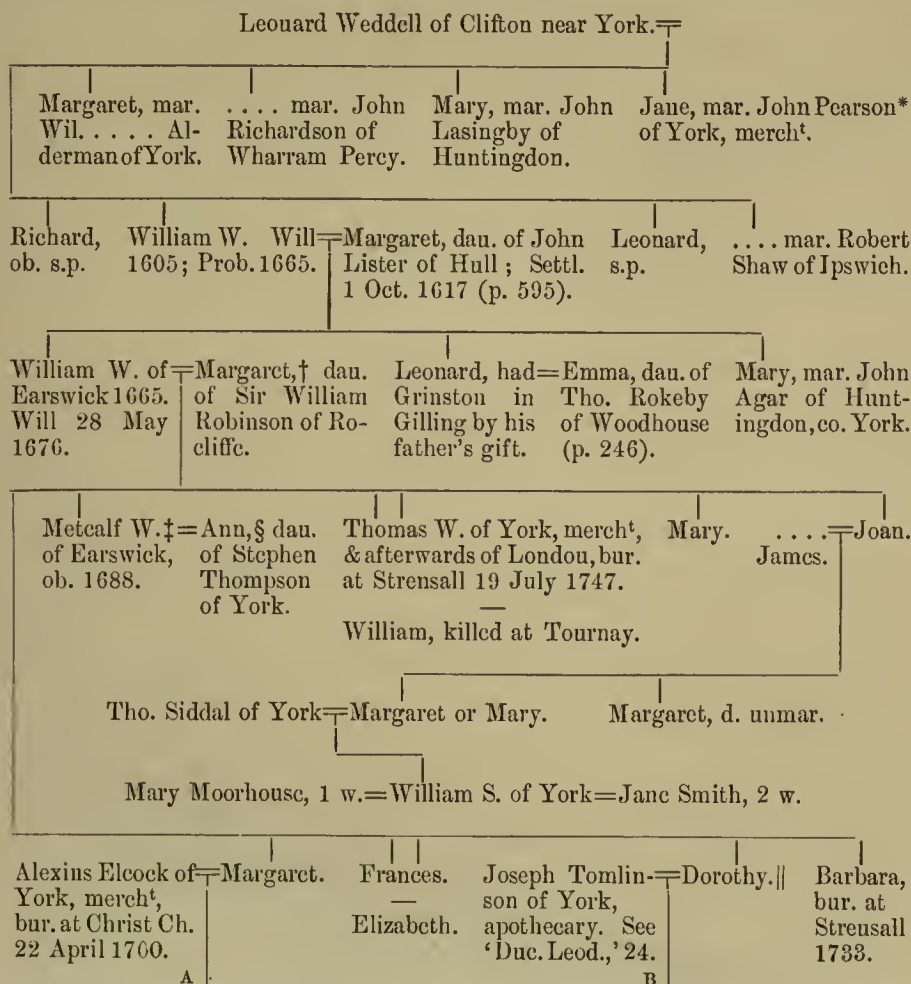 Leonard Weddell of Clifton near York.
Margaret, mar.
Wil. . . . . Al-
derman of York.
. . . . mar. John
Richardson of
Wharram Percy.
Mary, mar. John
Lasingby of
Huntingdon.
Jane, mar. John Pearson*
of York, mercht.
Richard,
ob. s.p.
William W. Will
1605; Prob. 1665.
Margaret, dau. of John
Lister of Hull; Settl.
1 Oct. 1617 (p. 595).
Leonard,
s.p.
. . . . mar. Robert
Shaw of Ipswich.
William W. of
Earswick 1665.
Will 28 May
1676.
Margaret,† dau.
of Sir William
Robinson of Ro-
cliffe.
Leonard, had
Grinston in
Gilling by his
father's gift.
Emma, dau. of
Tho. Rokeby
of Woodhouse
(p. 246).
Mary, mar. John
Agar of Hunt-
ingdon, co. York.
Metcalf W.‡
of Earswick,
ob. 1688.
Ann,§ dau.
of Stephen
Thompson
of York.
Thomas W. of York, mercht,
& afterwards of London, bur.
at Strensall 19 July 1747.
—
William, killed at Tournay.
Mary.
. . . .
James.
Joan.
Tho. Siddal of York
Margaret or Mary.
Margaret, d. unmar.
Mary Moorhouse, 1 w.=William S. of York=Jane Smith, 2 w.
Alexius Elcock of
York, mercht,
bur. at Christ Ch.
22 April 1700.
A
Margaret.
Frances.
—
Elizabeth.
Joseph Tomlin-
son of York,
apothecary. See
'Duc. Leod.,' 24.
B
Dorothy.||
Barbara,
bur. at
Strensall
1733.